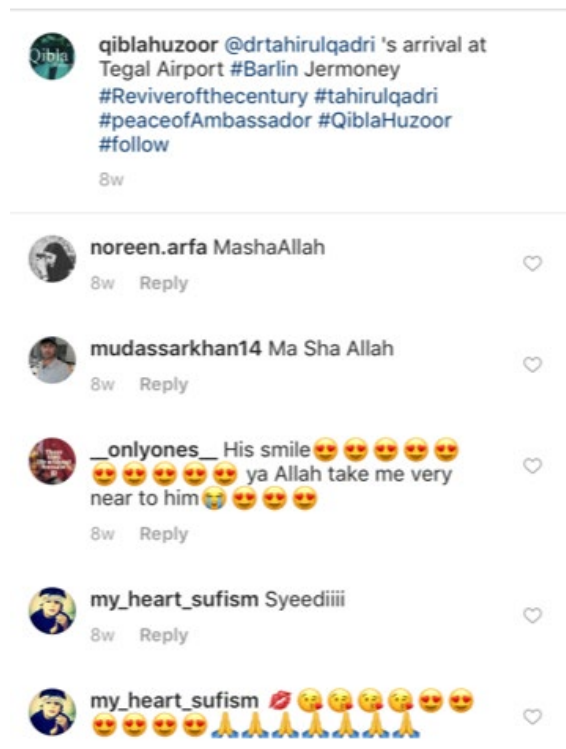 qiblahuzoor @drtahirulqadri 's arrival at
Tegal Airport #Barlin Jermoney
#Reviverofthecentury #tahirulqadri
#peaceofAmbassador #QiblaHuzoor
#follow
8w
noreen.arfa MashaAllah
8w Reply
mudassarkhan14 Ma Sha Allah
8w Reply
__onlyones__ His smile😍😍😍😍😍
😍😍😍😍😍 ya Allah take me very
near to him😭😍😍😍
8w Reply
my_heart_sufism Syeediiii
8w Reply
my_heart_sufism 💋😘😘😘😘😍😍
😍😍😍😍🙏🙏🙏🙏🙏🙏🙏
Qibla